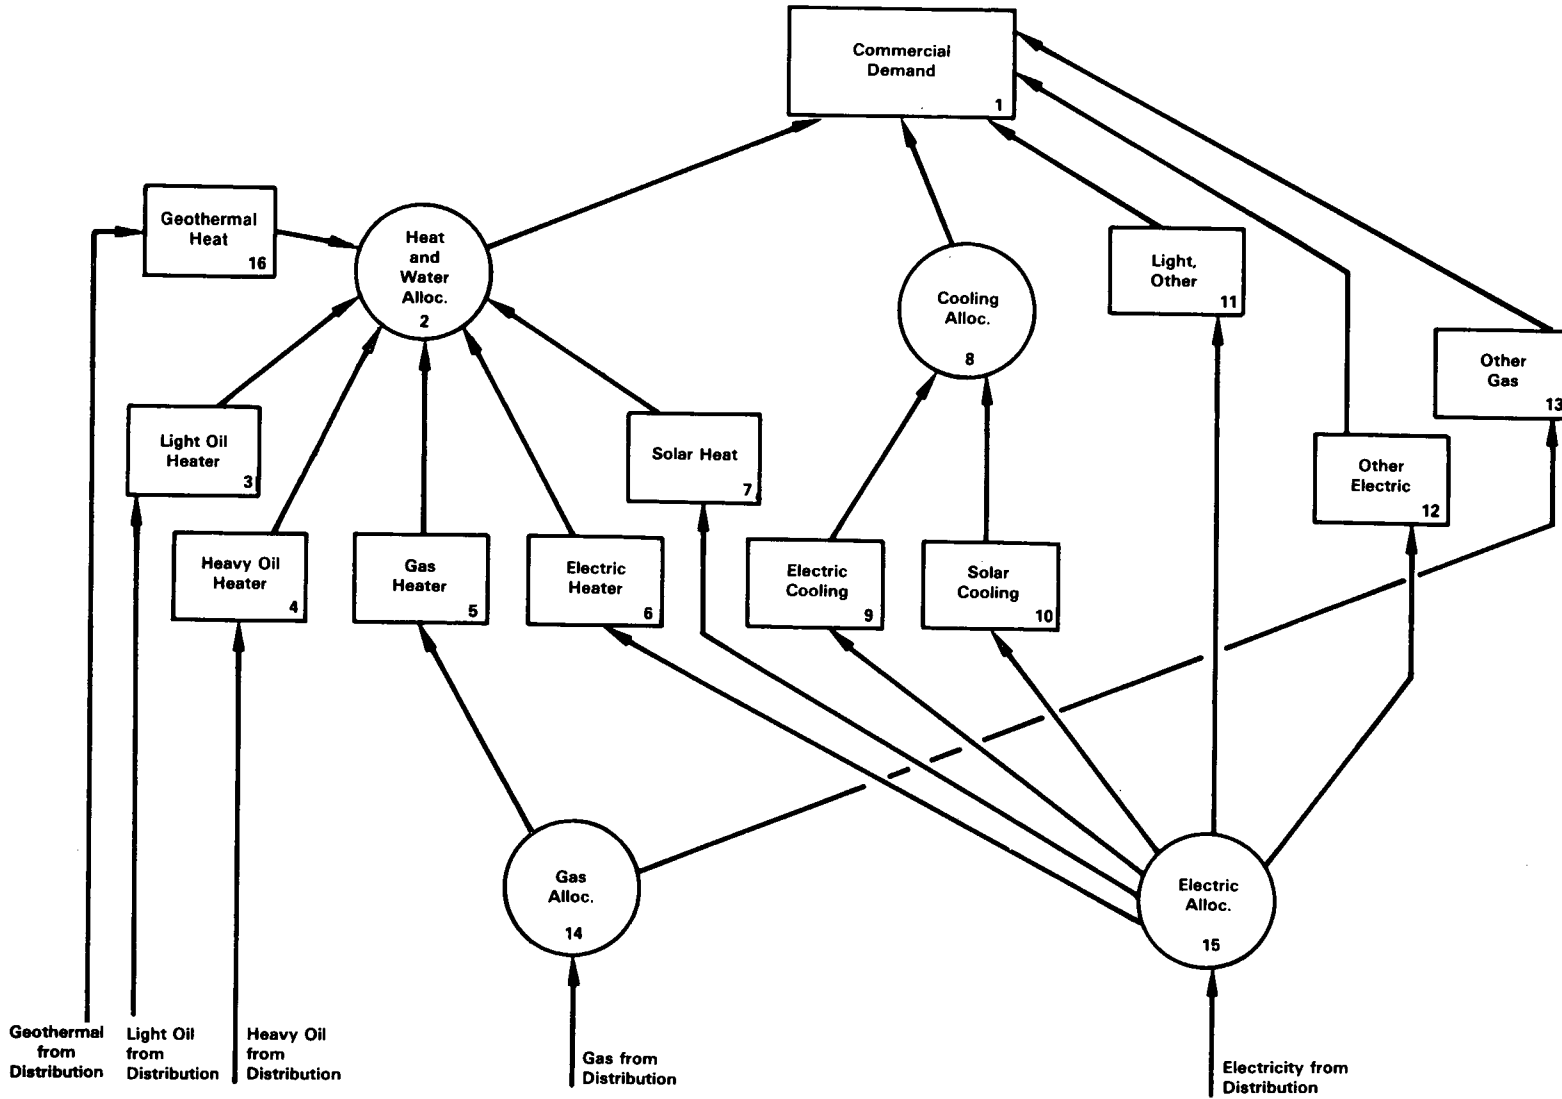 Commercial
Demand
1
Geothermal
Heat
16
Heat
and
Water
Alloc.
2
Cooling
Alloc.
8
Light,
Other
11
Other
Gas
13
Light Oil
Heater
3
Solar Heat
7
Other
Electric
12
Heavy Oil
Heater
4
Gas
Heater
5
Electric
Heater
6
Electric
Cooling
9
Solar
Cooling
10
Gas
Alloc.
14
Electric
Alloc.
15
Geothermal
from
Distribution
Light Oil
from
Distribution
Heavy Oil
from
Distribution
Gas from
Distribution
Electricity from
Distribution